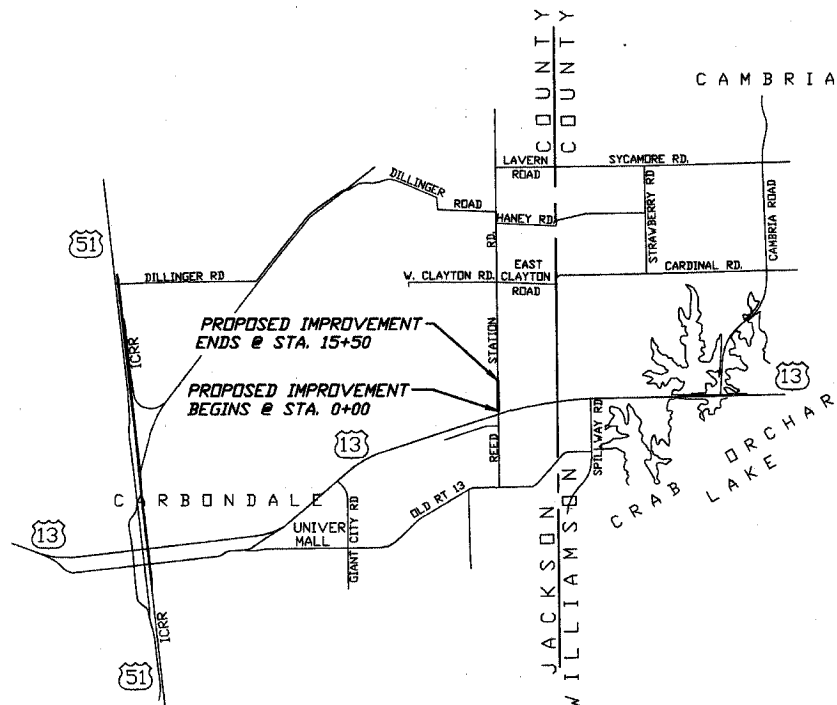 COUNTY
COUNTY
CAMBRIA
LAVERN
ROAD
SYCAMORE RD.
DILLINGER
ROAD
HANEY RD.
STRAWBERRY RD
CAMBRIA ROAD
51
DILLINGER RD
RD.
W. CLAYTON RD.
EAST
CLAYTON
ROAD
CARDINAL RD.
ICRR
PROPOSED IMPROVEMENT
ENDS @ STA. 15+50
STATION
PROPOSED IMPROVEMENT
BEGINS @ STA. 0+00
13
13
REED
SPILLWAY RD
CRAB ORCHAR
LAKE
CARBONDALE
GIANT CITY RD
OLD RT 13
UNIVER
MALL
13
JACKSON
WILLIAMSON
ICRR
51